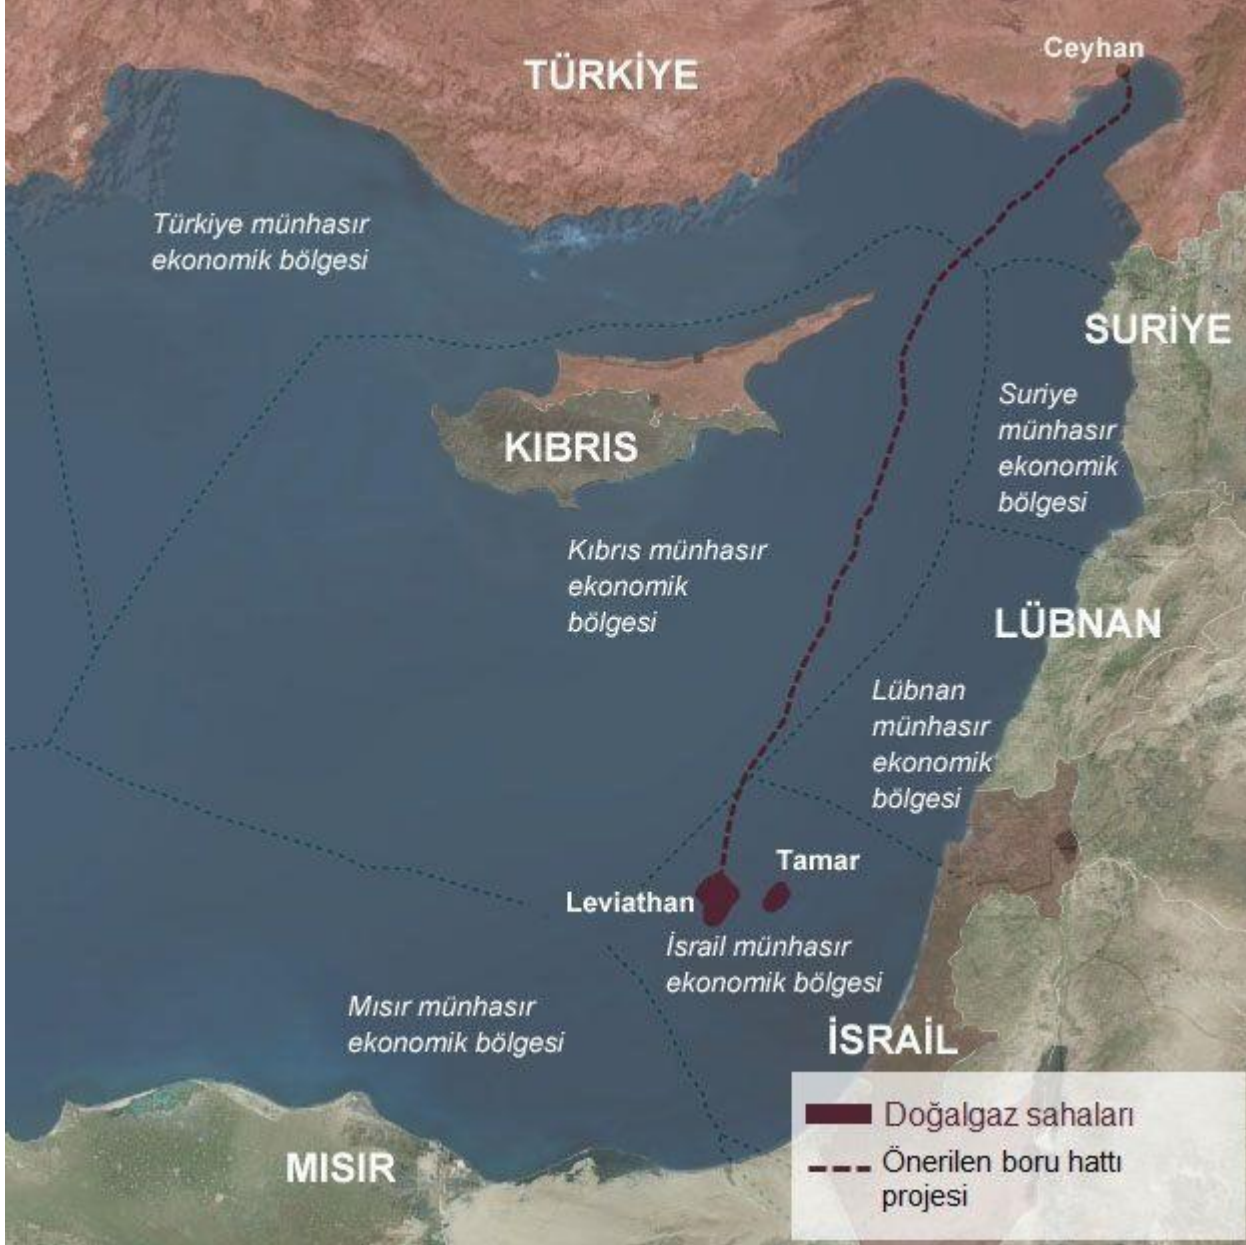 Ceyhan
TÜRKİYE
Türkiye münhasır
ekonomik bölgesi
SURİYE
Suriye
münhasır
ekonomik
bölgesi
KIBRIS
Kıbrıs münhasır
ekonomik
bölgesi
LÜBNAN
Lübnan
münhasır
ekonomik
bölgesi
Tamar
Leviathan
İsrail münhasır
ekonomik bölgesi
Mısır münhasır
ekonomik bölgesi
İSRAİL
MISIR
Doğalgaz sahaları
Önerilen boru hattı
projesi